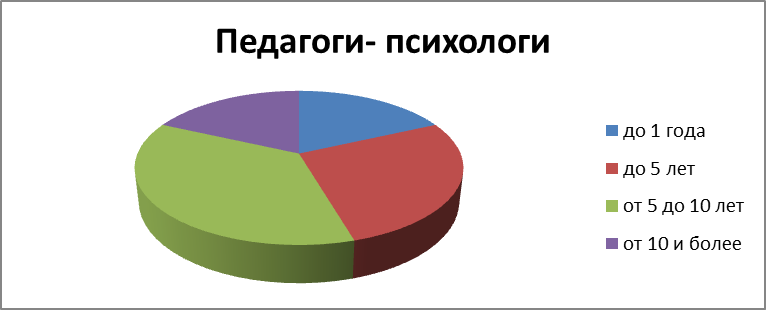 Педагоги- психологи
до 1 года
до 5 лет
от 5 до 10 лет
от 10 и более